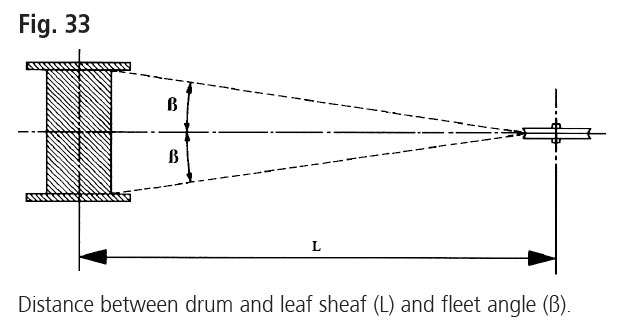 Fig. 33
ß
ß
L
Distance between drum and leaf sheaf (L) and fleet angle (ß).